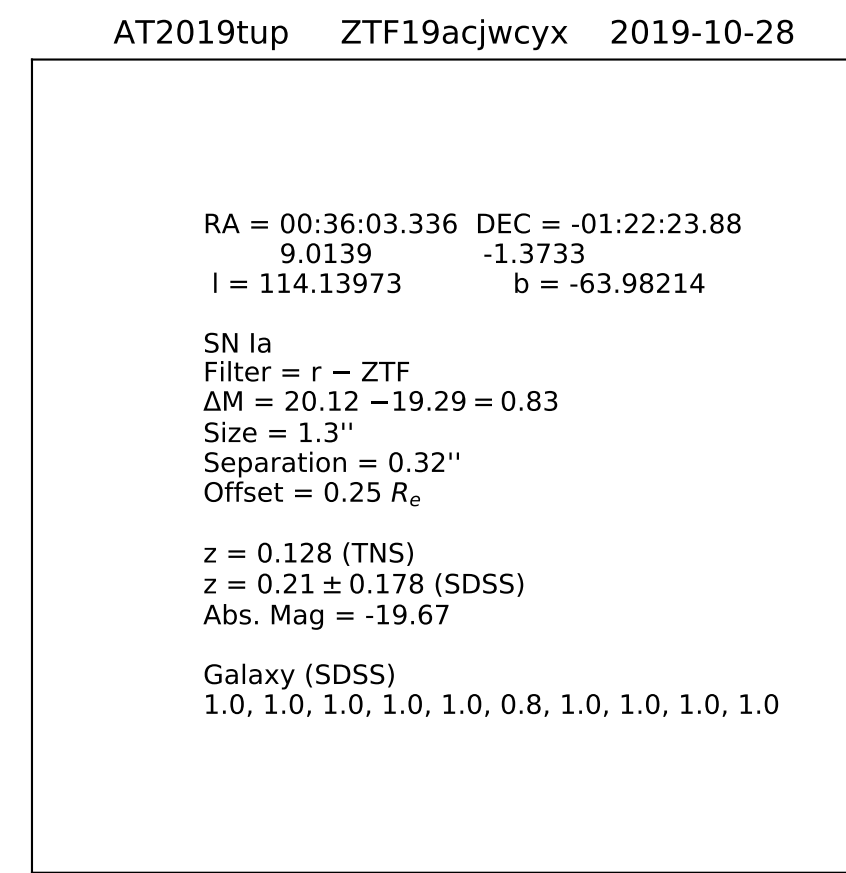 AT2019tup ZTF19acjwcyx 2019-10-28
RA = 00:36:03.336 DEC = -01:22:23.88
9.0139 -1.3733
l = 114.13973 b = -63.98214
SN Ia
Filter = r − ZTF
ΔM = 20.12 −19.29 = 0.83
Size = 1.3''
Separation = 0.32''
Offset = 0.25 Re
z = 0.128 (TNS)
z = 0.21 ± 0.178 (SDSS)
Abs. Mag = -19.67
Galaxy (SDSS)
1.0, 1.0, 1.0, 1.0, 1.0, 0.8, 1.0, 1.0, 1.0, 1.0